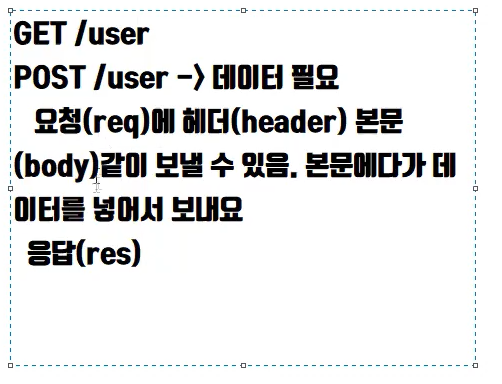 GET /user
POST /user -> 데이터 필요
요청(req)에 헤더(header) 본문
(body)같이 보낼 수 있음. 본문에다가 데
이터를 넣어서 보내요
응답(res)